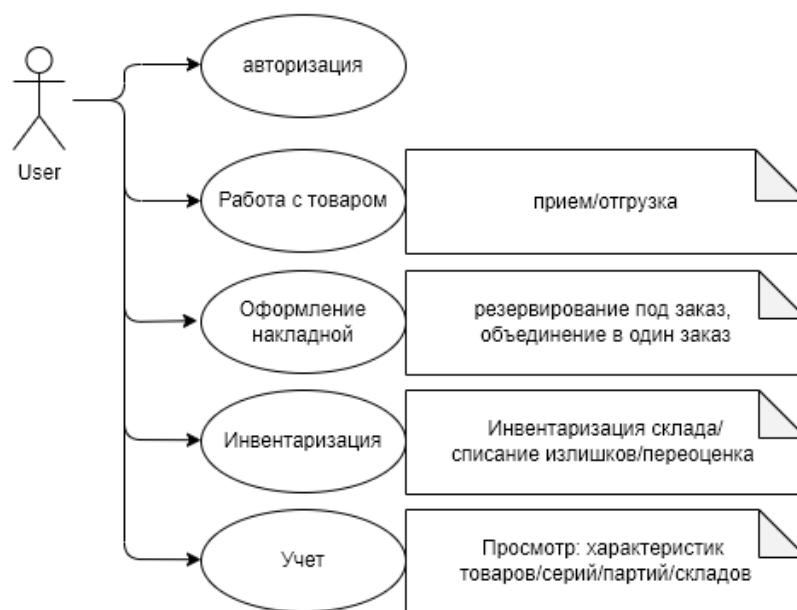 авторизация
User
Работа с товаром
прием/отгрузка
Оформление
накладной
резервирование под заказ,
объединение в один заказ
Инвентаризация
Инвентаризация склада/
списание излишков/переоценка
Учет
Просмотр: характеристик
товаров/серий/партий/складов